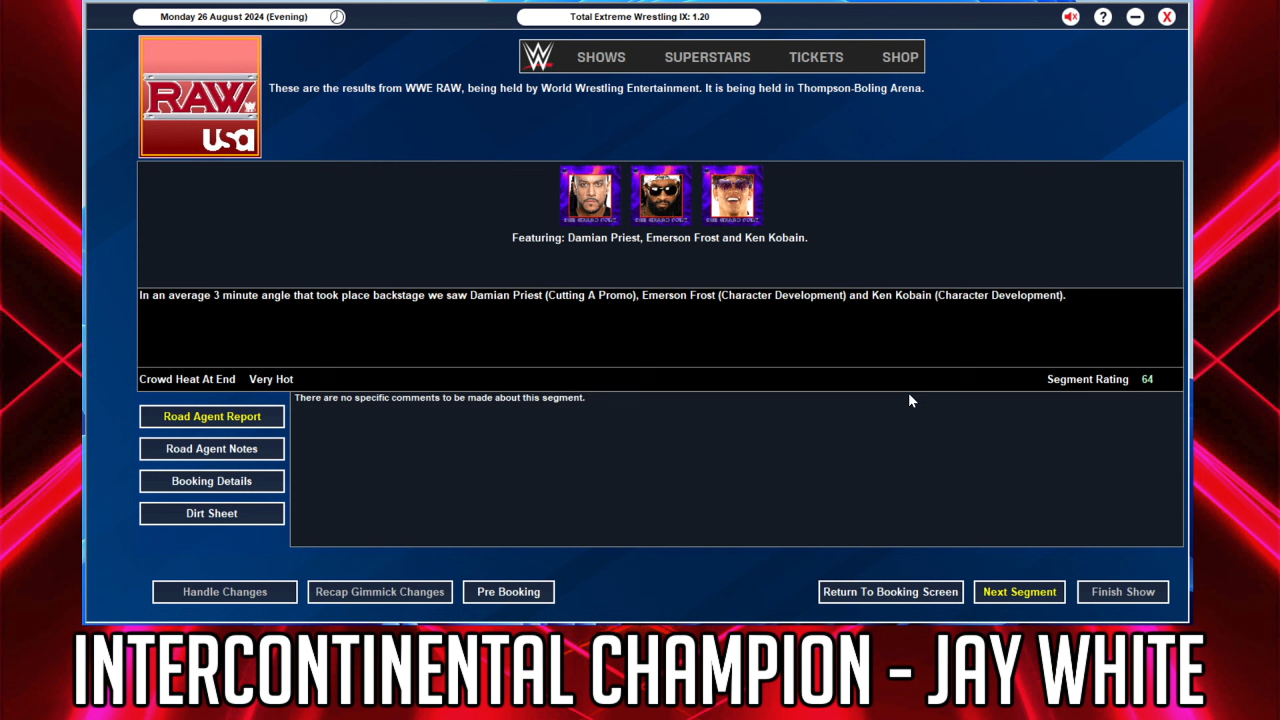 Monday 26 August 2024 (Evening)
Total Extreme Wrestling IX: 1.20
X
?
RAW
USA
SHOWS SUPERSTARS TICKETS SHOP
These are the results from WWE RAW, being held by World Wrestling Entertainment. It is being held in Thompson-Boling Arena.
Featuring: Damian Priest, Emerson Frost and Ken Kobain.
In an average 3 minute angle that took place backstage we saw Damian Priest (Cutting A Promo), Emerson Frost (Character Development) and Ken Kobain (Character Development).
Crowd Heat At End Very Hot Segment Rating 64
There are no specific comments to be made about this segment.
Road Agent Report
Road Agent Notes
Booking Details
Dirt Sheet
Handle Changes Recap Gimmick Changes Pre Booking Return To Booking Screen Next Segment Finish Show
INTERCONTINENTAL CHAMPION - JAY WHITE